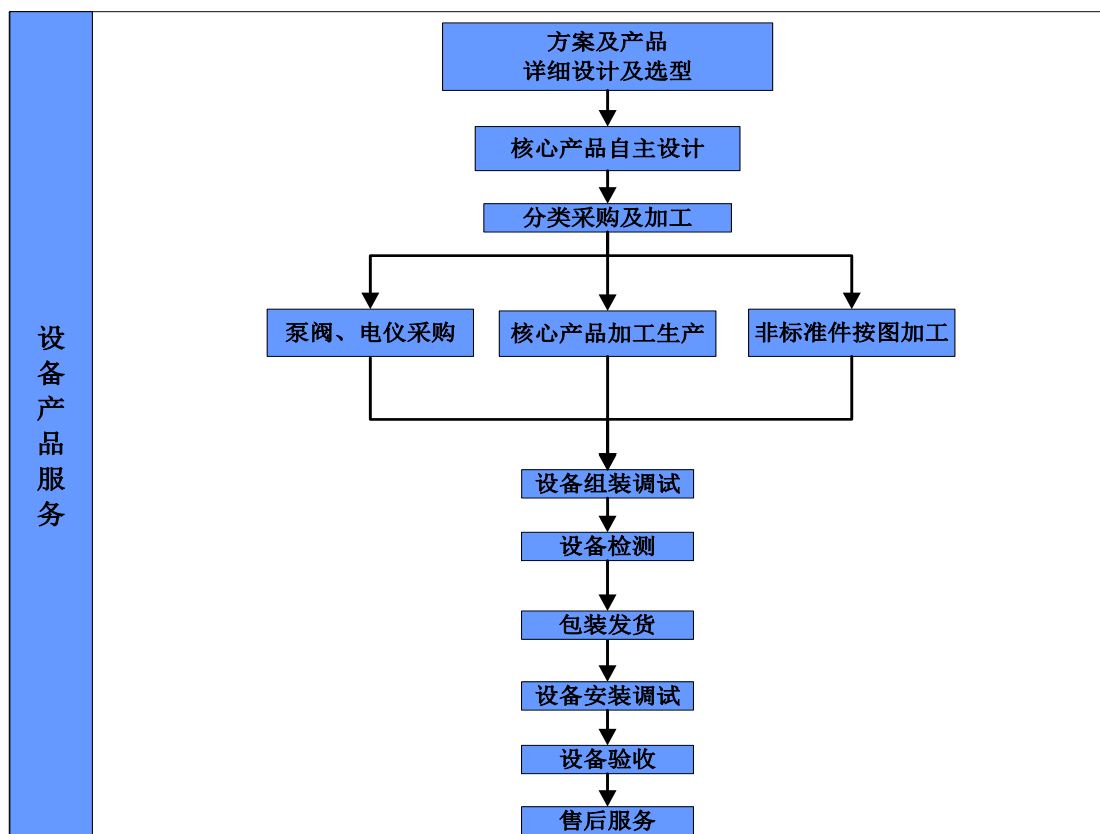 设备产品服务
方案及产品
详细设计及选型
核心产品自主设计
分类采购及加工
泵阀、电仪采购
核心产品加工生产
非标准件按图加工
设备组装调试
设备检测
包装发货
设备安装调试
设备验收
售后服务